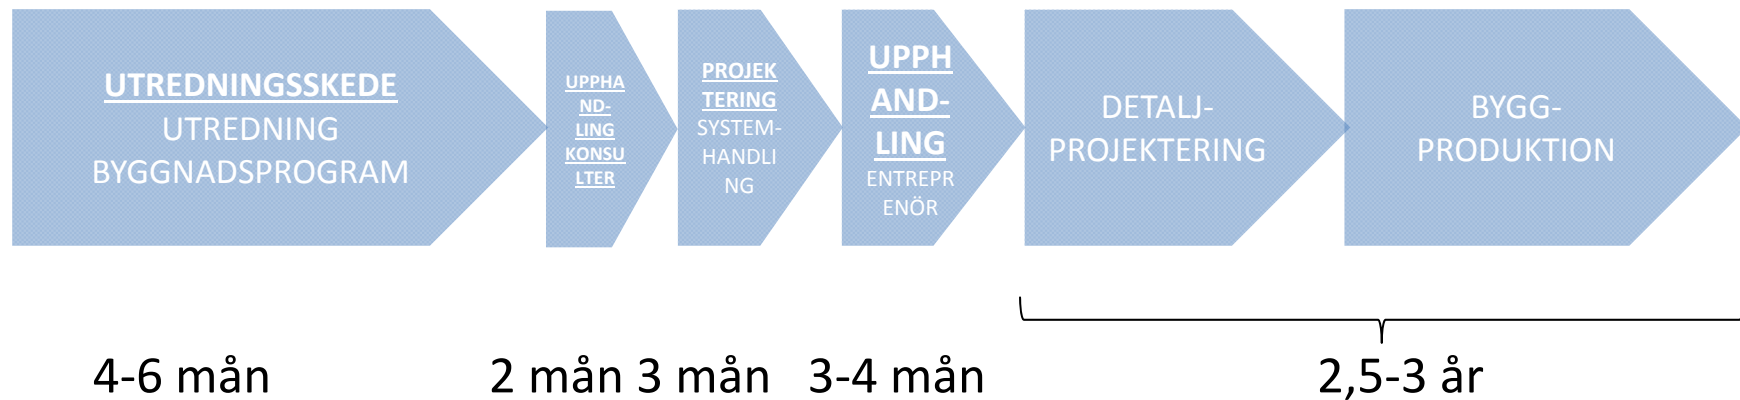 UTREDNINGSSKEDE
UTREDNING
BYGGNADSPROGRAM
UPPHA
ND-
LING
KONSU
LTER
PROJEK
TERING
SYSTEM-
HANDLI
NG
UPPH
AND-
LING
ENTREPR
ENÖR
DETALJ-
PROJEKTERING
BYGG-
PRODUKTION
4-6 mån
2 mån
3 mån
3-4 mån
2,5-3 år